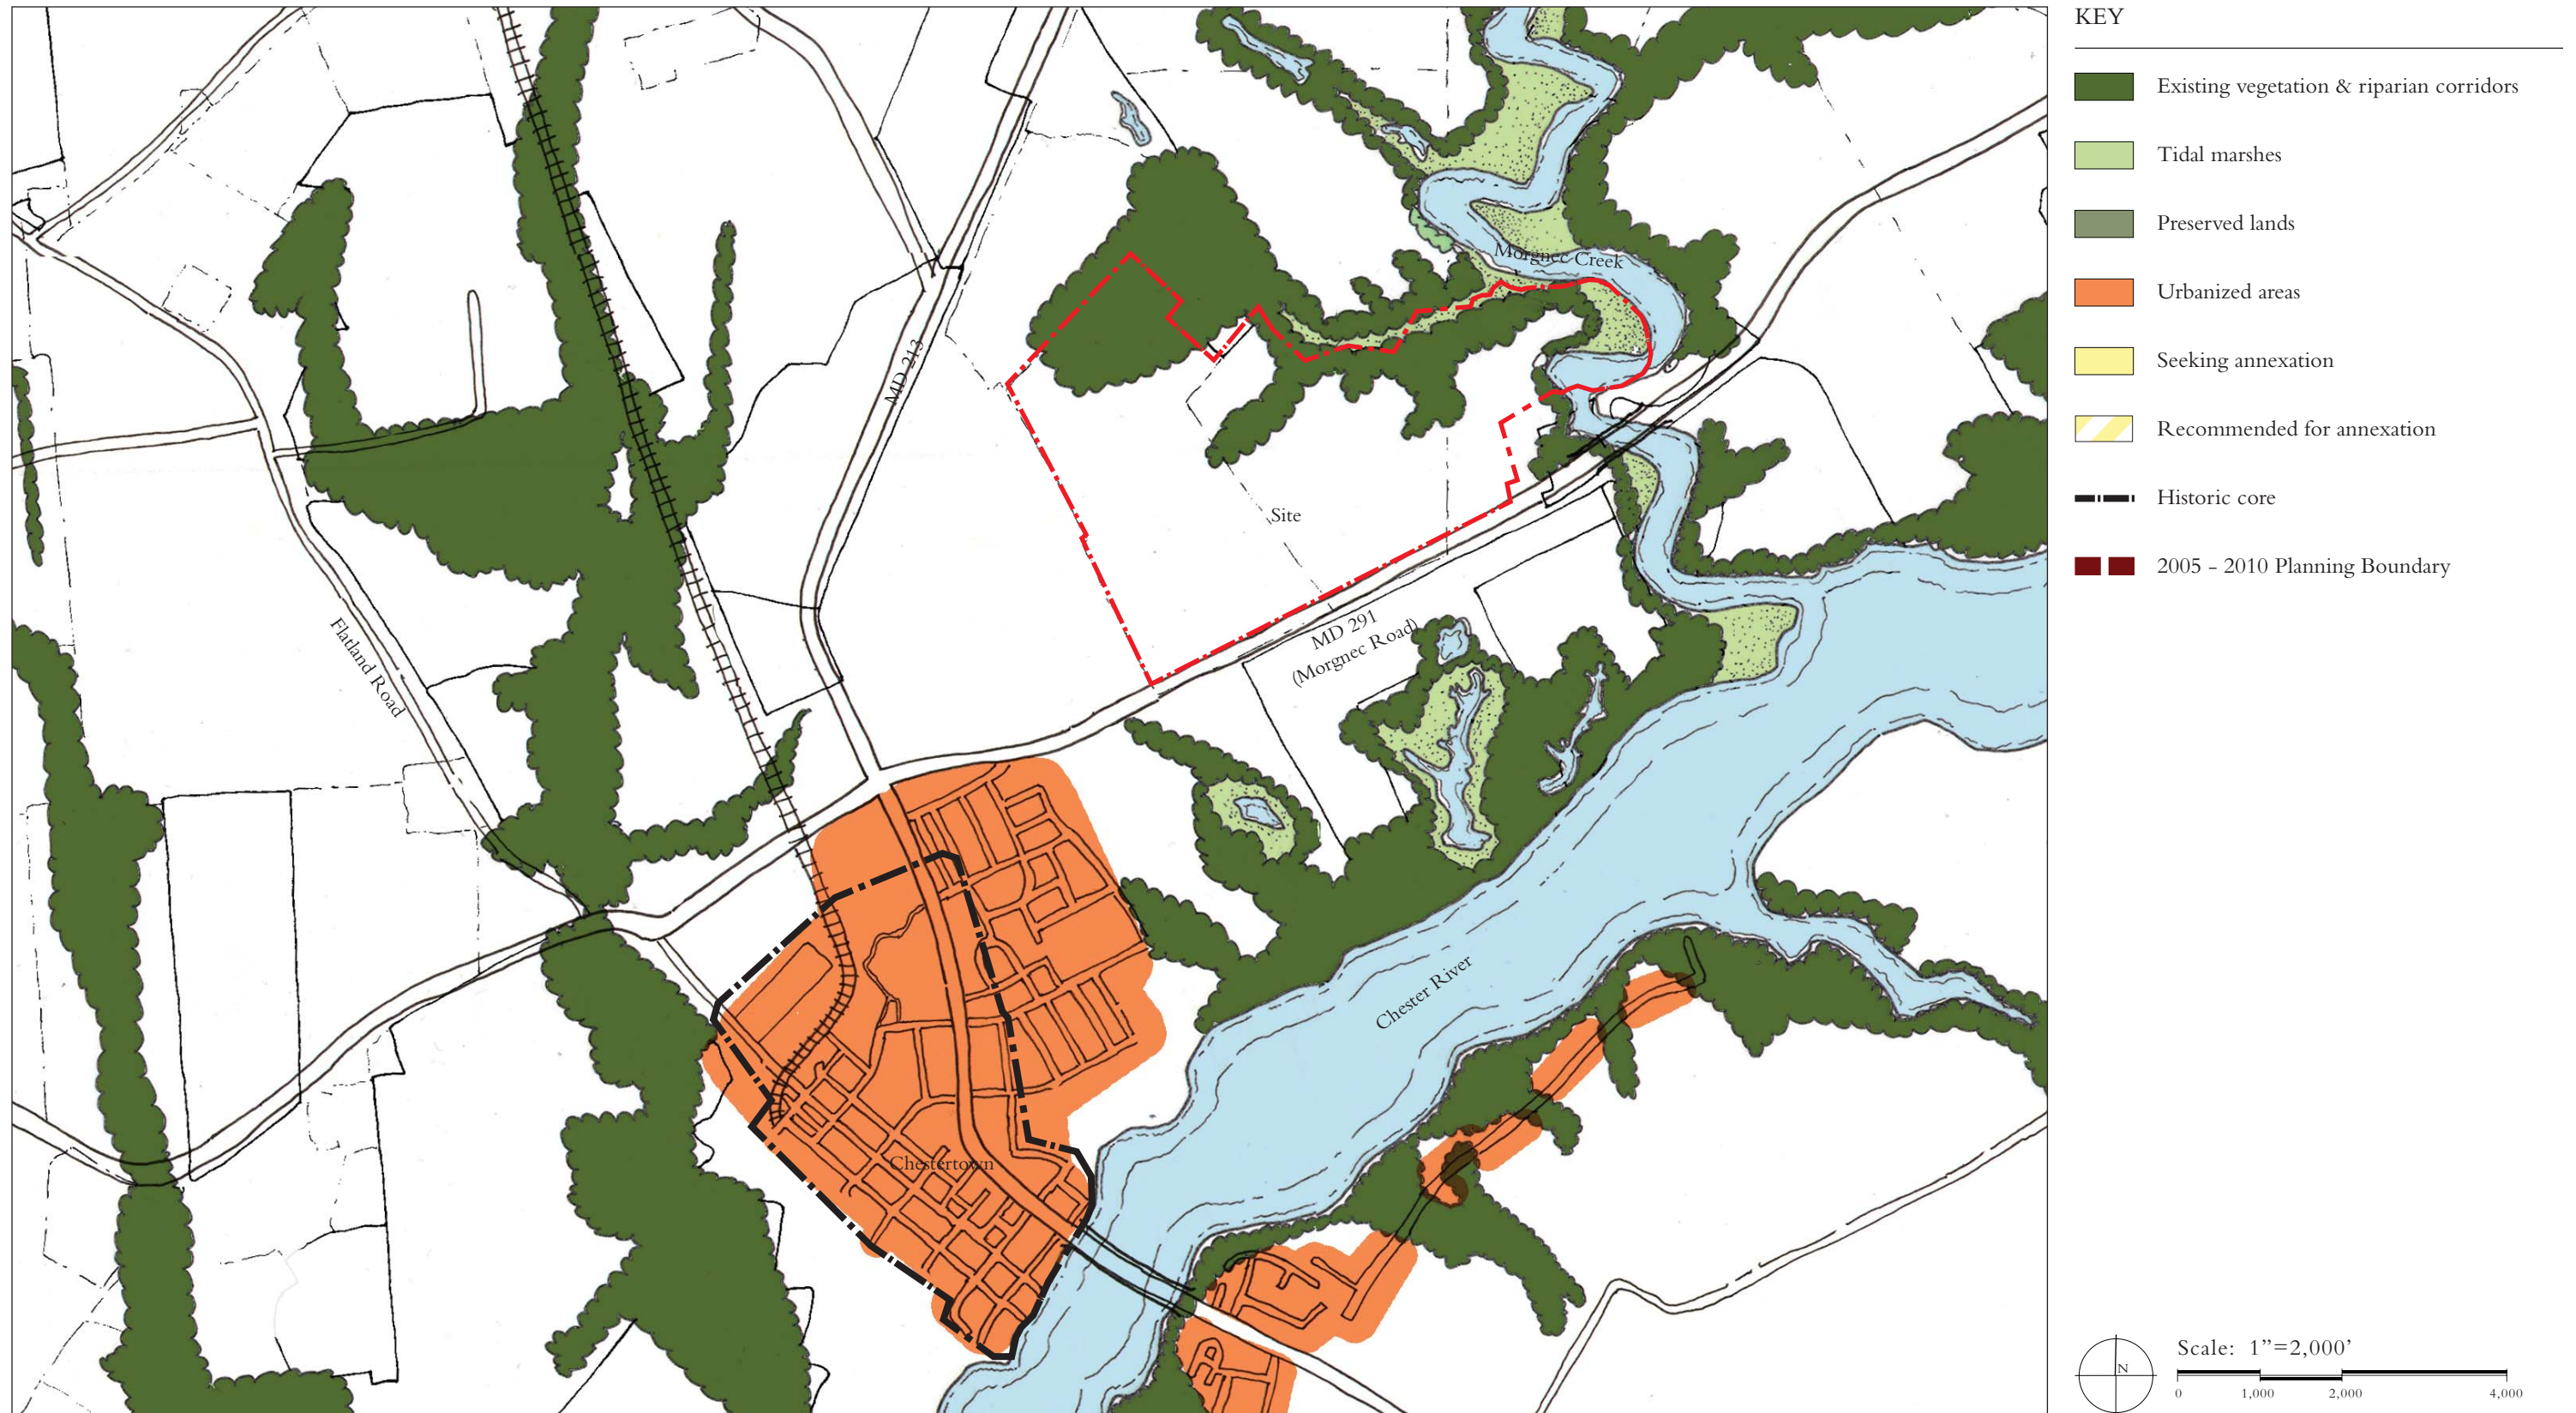 KEY
Existing vegetation & riparian corridors
Tidal marshes
Preserved lands
Urbanized areas
Seeking annexation
Recommended for annexation
Historic core
2005 - 2010 Planning Boundary
Morgnec Creek
MD 213
Site
MD 291
(Morgnec Road)
Flatland Road
Chester River
Chestertown
N
Scale: 1”=2,000’
0 1,000 2,000 4,000